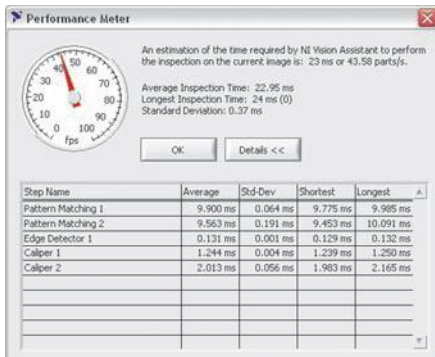 Performance Meter
An estimation of the time required by NI Vision Assistant to perform
the inspection on the current image is: 23 ms or 43.58 parts/s.
Average Inspection Time: 22.95 ms
Longest Inspection Time: 24 ms (0)
Standard Deviation: 0.37 ms
0 10 20 30 40 50 60 70 80 90 100
fps
OK Details <<
Step Name Average Std-Dev Shortest Longest
Pattern Matching 1 9.900 ms 0.064 ms 9.775 ms 9.985 ms
Pattern Matching 2 9.563 ms 0.191 ms 9.453 ms 10.091 ms
Edge Detector 1 0.131 ms 0.001 ms 0.129 ms 0.132 ms
Caliper 1 1.244 ms 0.004 ms 1.239 ms 1.250 ms
Caliper 2 2.013 ms 0.056 ms 1.983 ms 2.165 ms